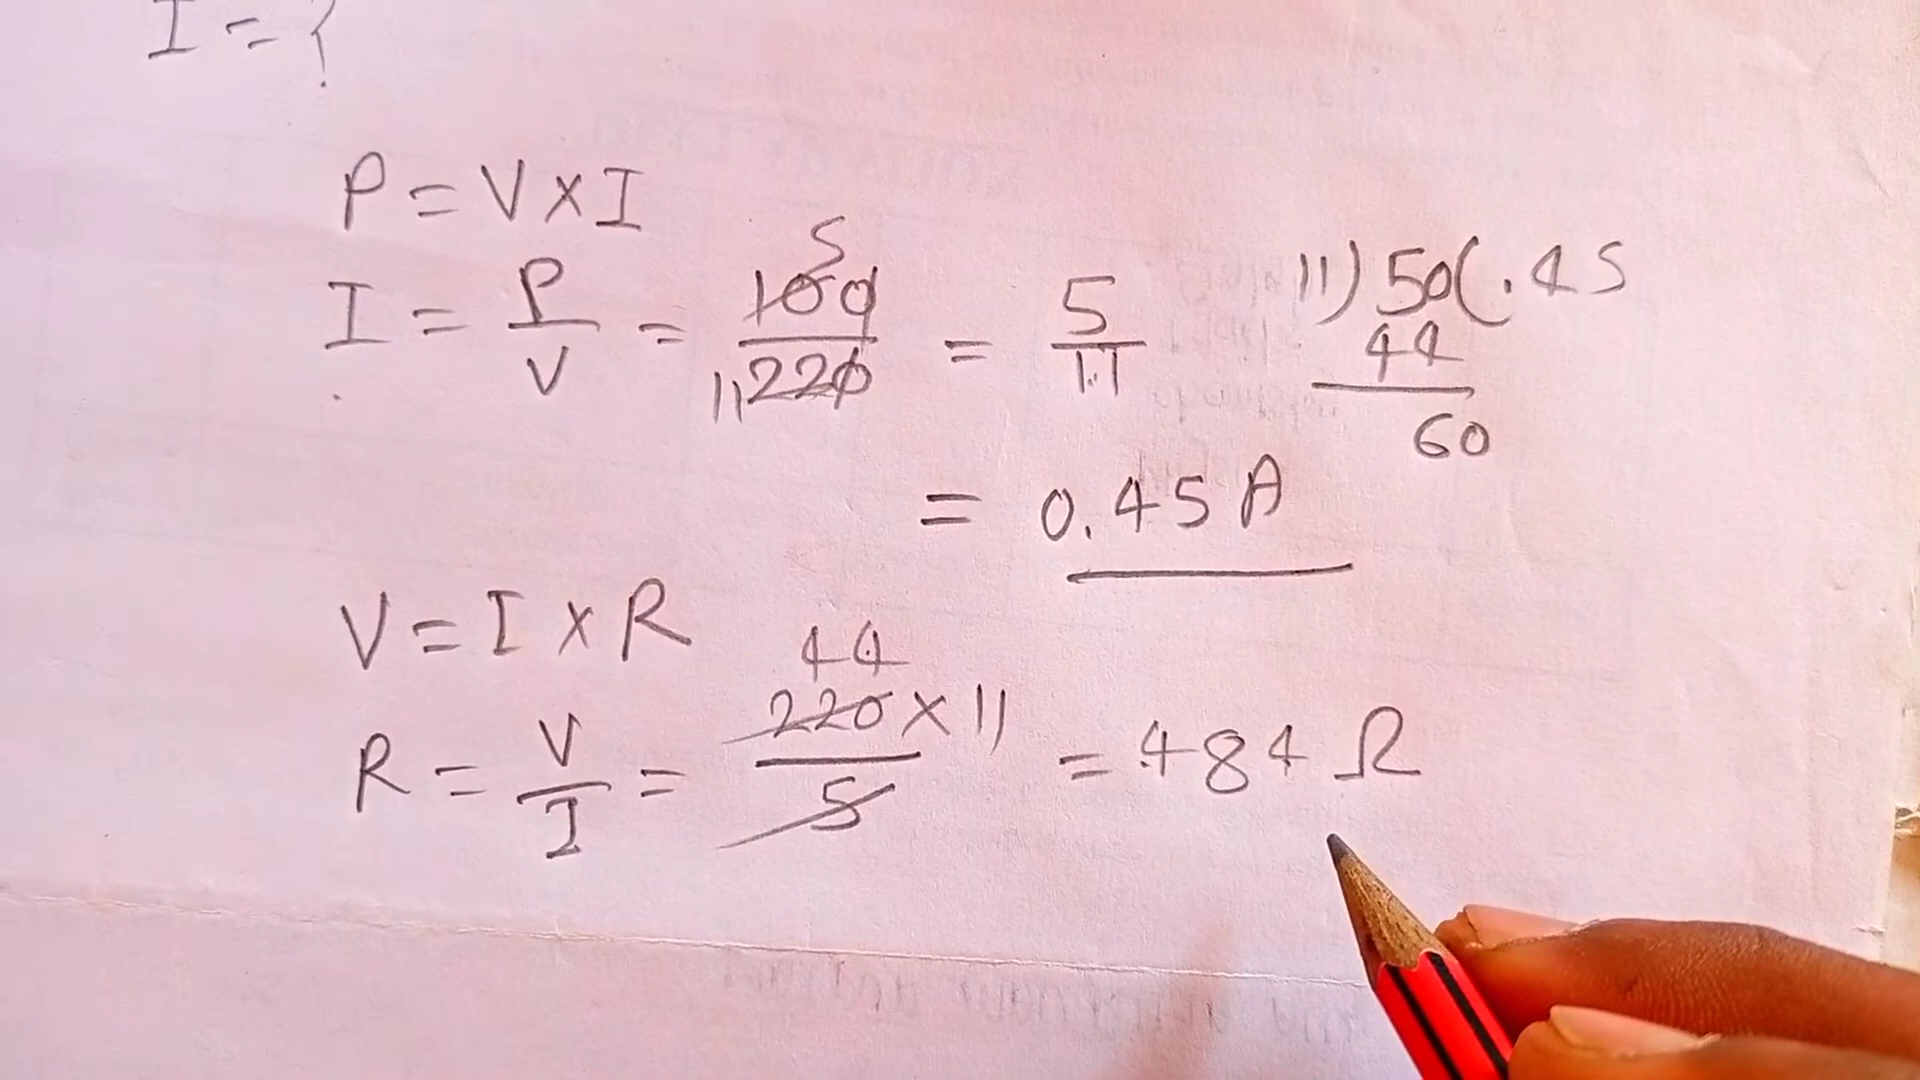 I = ?
P = V × I
I = P/V = 100/220 = 5/11
5
11
11) 50 (.45
44
60
= 0.45 A
V = I × R
R = V/I = 220 × 11/5 = 484 Ω
44